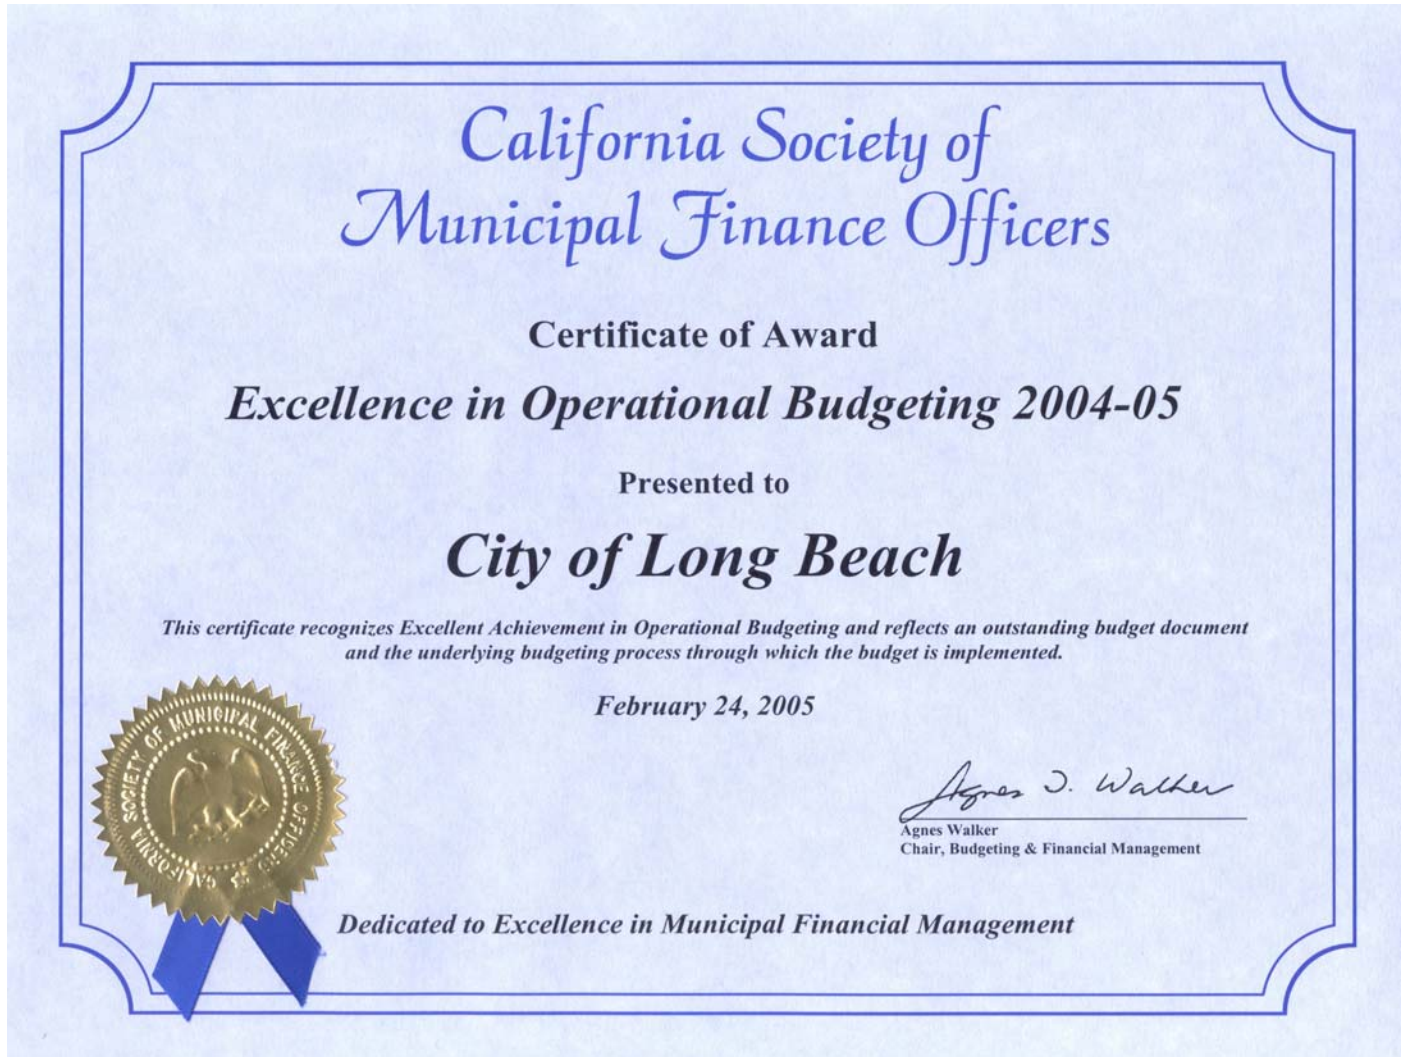 California Society of
Municipal Finance Officers
Certificate of Award
Excellence in Operational Budgeting 2004-05
Presented to
City of Long Beach
This certificate recognizes Excellent Achievement in Operational Budgeting and reflects an outstanding budget document
and the underlying budgeting process through which the budget is implemented.
February 24, 2005
CALIFORNIA SOCIETY OF MUNICIPAL FINANCE OFFICERS
Agnes J. Walker
Agnes Walker
Chair, Budgeting & Financial Management
Dedicated to Excellence in Municipal Financial Management